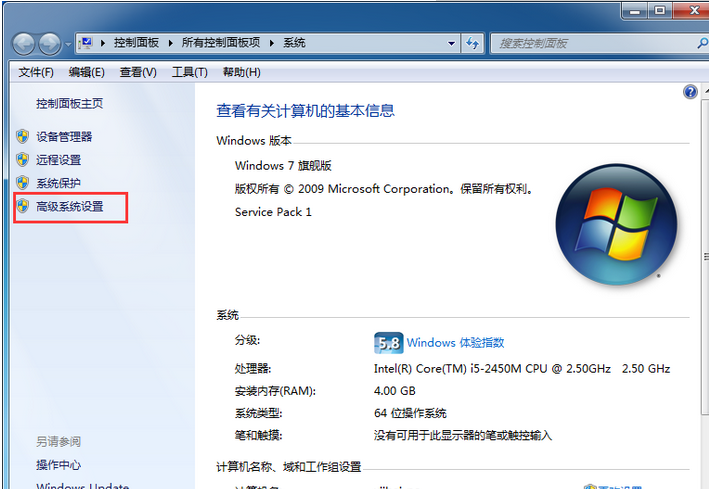 控制面板 ▸ 所有控制面板项 ▸ 系统
搜索控制面板
文件(F) 编辑(E) 查看(V) 工具(T) 帮助(H)
控制面板主页
设备管理器
远程设置
系统保护
高级系统设置
另请参阅
操作中心
Windows Update
查看有关计算机的基本信息
Windows 版本
Windows 7 旗舰版
版权所有 © 2009 Microsoft Corporation。保留所有权利。
Service Pack 1
系统
分级:
5.8 Windows 体验指数
处理器: Intel(R) Core(TM) i5-2450M CPU @ 2.50GHz 2.50 GHz
安装内存(RAM): 4.00 GB
系统类型: 64 位操作系统
笔和触摸: 没有可用于此显示器的笔或触控输入
计算机名称、域和工作组设置